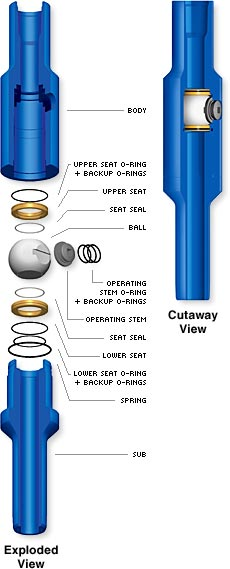 BODY
UPPER SEAT O-RING
+ BACKUP O-RINGS
UPPER SEAT
SEAT SEAL
BALL
OPERATING
STEM O-RING
+ BACKUP O-RINGS
OPERATING STEM
SEAT SEAL
LOWER SEAT
LOWER SEAT O-RING
+ BACKUP O-RINGS
SPRING
SUB
Cutaway
View
Exploded
View